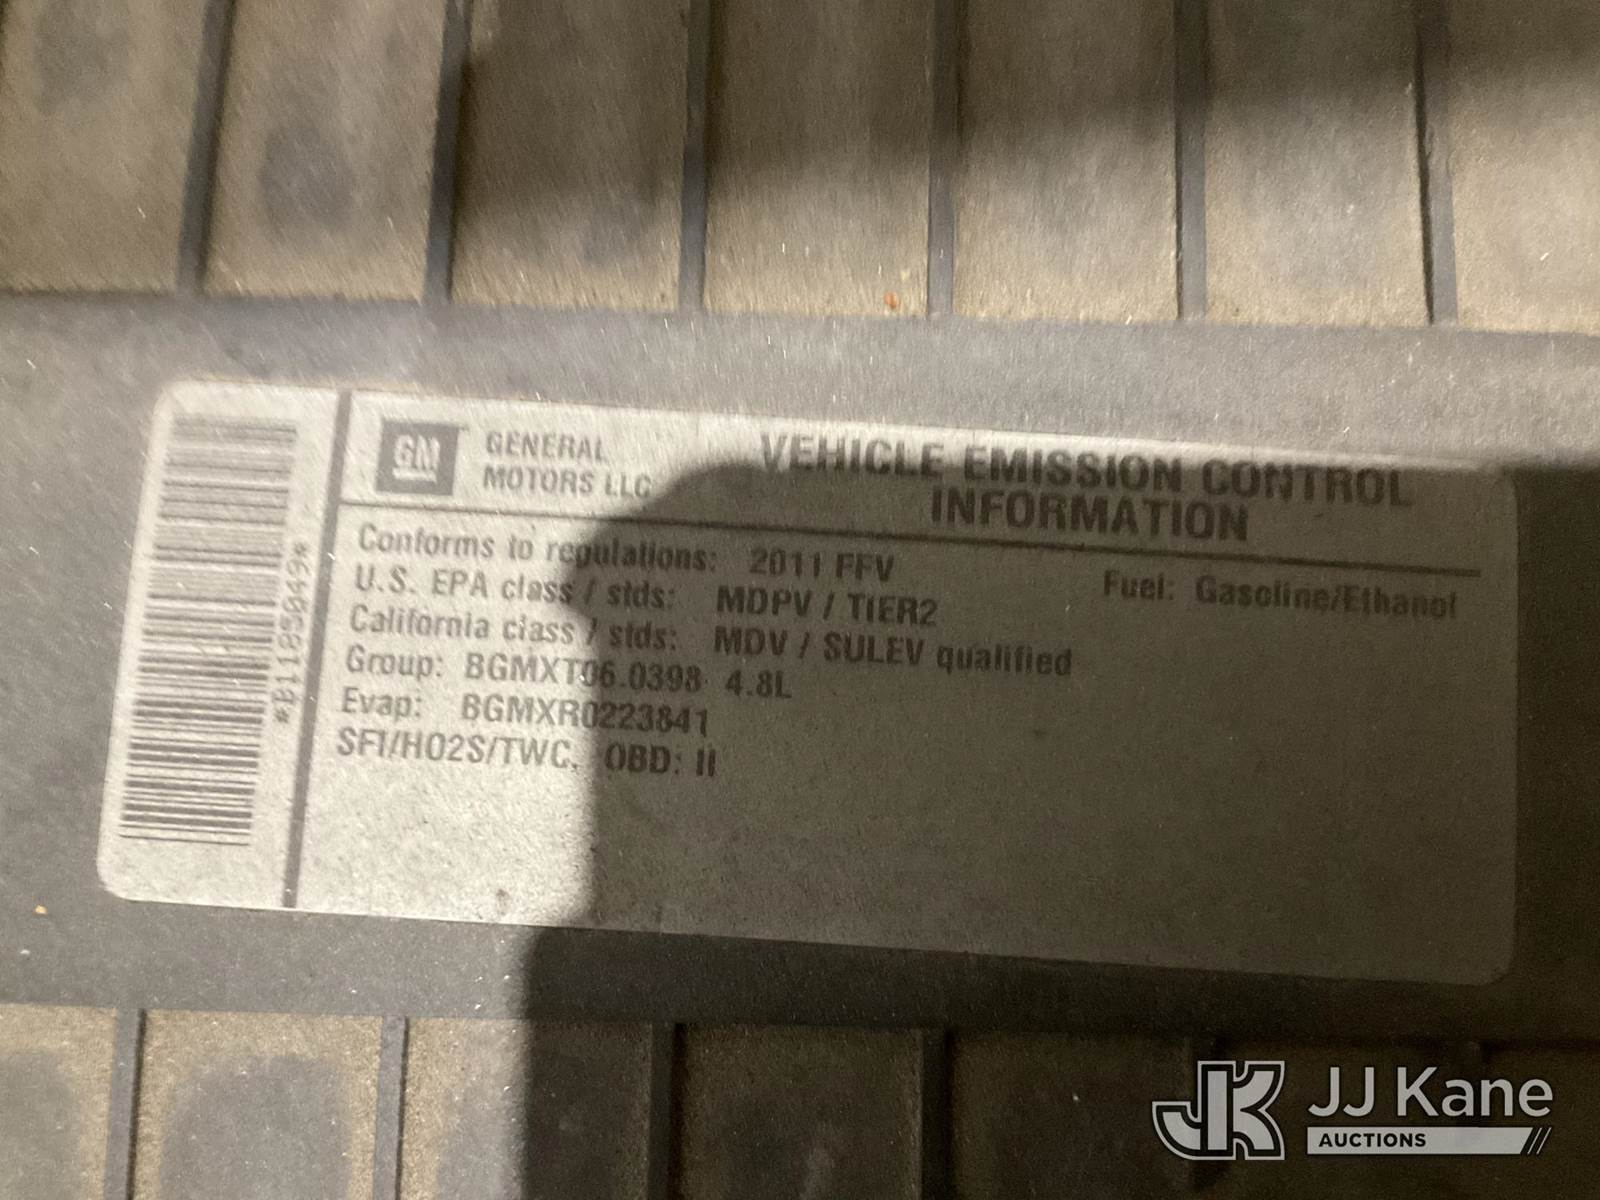 GM GENERAL MOTORS LLC
VEHICLE EMISSION CONTROL
INFORMATION
Conforms to regulations: 2011 FFV
Fuel: Gasoline/Ethanol
U.S. EPA class / stds: MDPV / TIER2
California class / stds: MDV / SULEV qualified
Group: BGMXT06.0398 4.8L
Evap: BGMXR0223841
SFI/HO2S/TWC, OBD: II
*B1185049*
JK JJ Kane
AUCTIONS